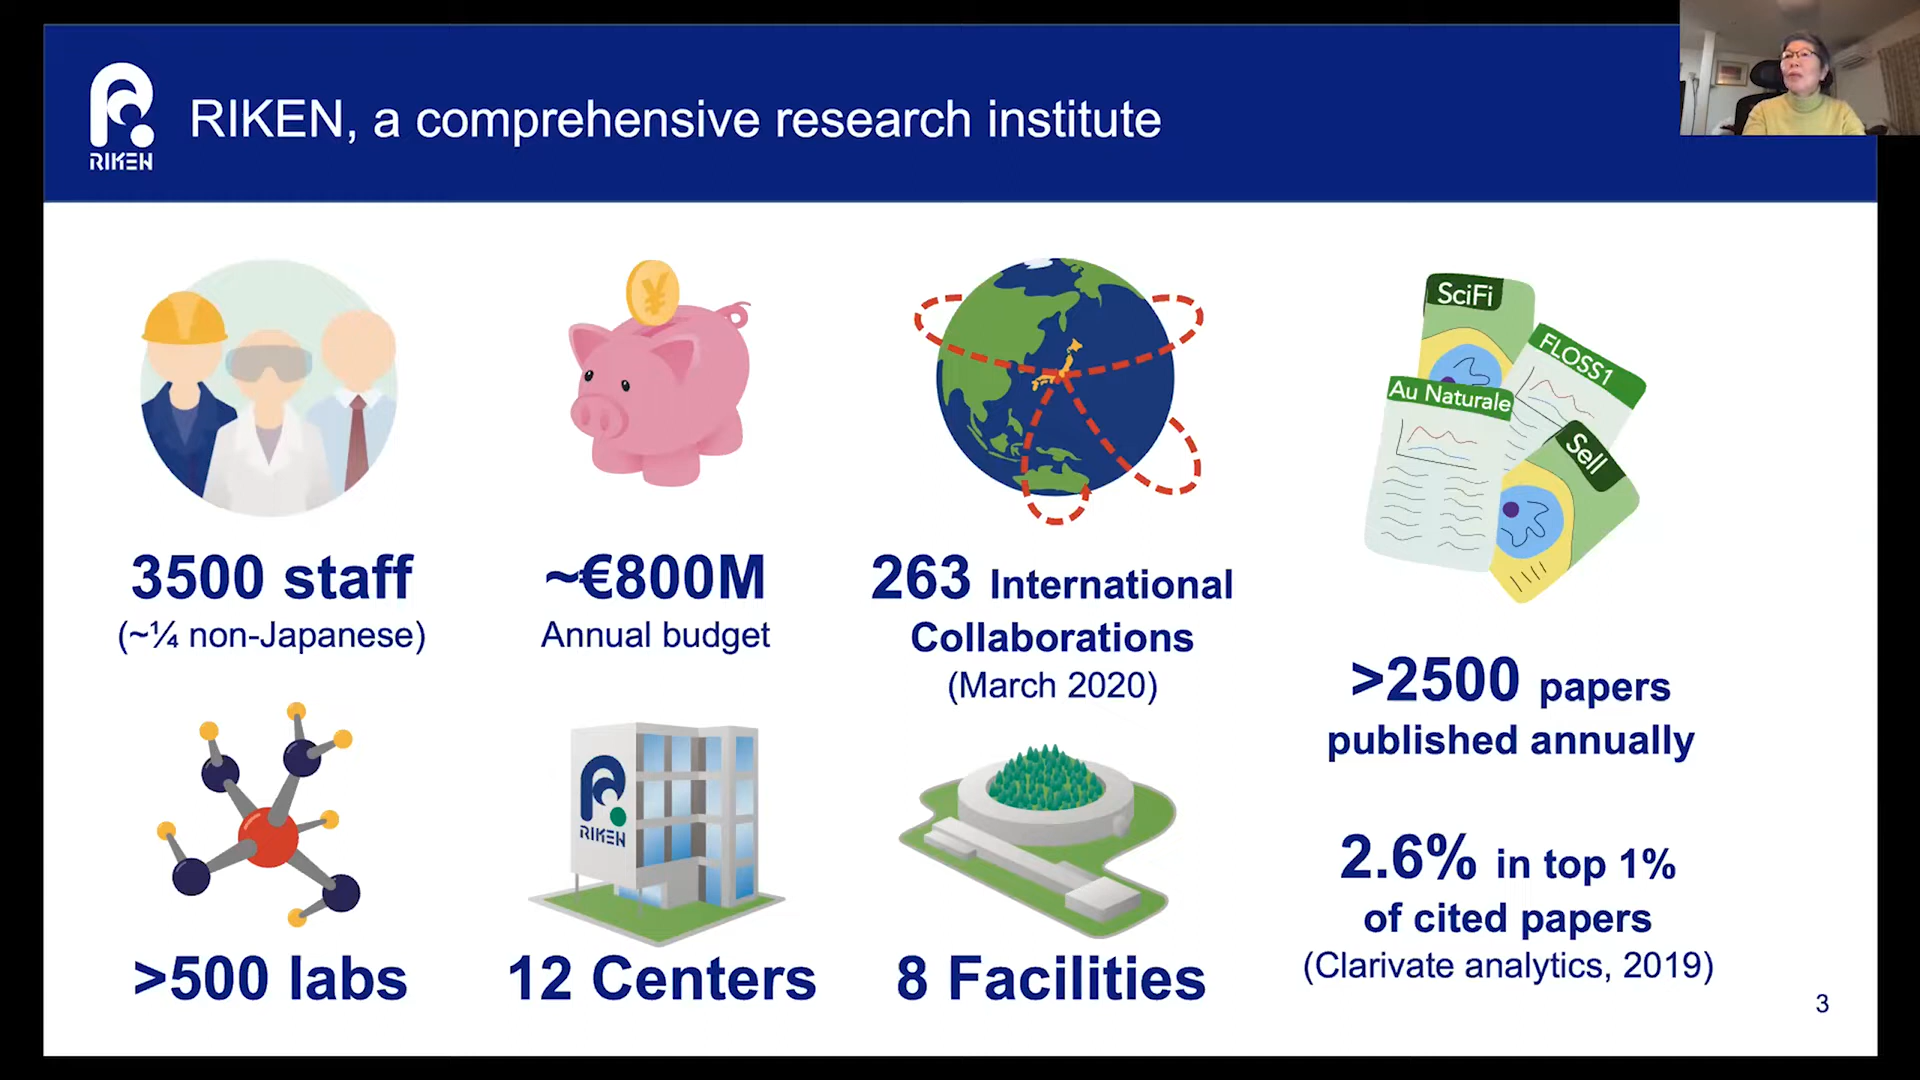 RIKEN
RIKEN, a comprehensive research institute
¥
SciFi
FLOSS1
Au Naturale
Sell
3500 staff
(~¼ non-Japanese)
~€800M
Annual budget
263 International
Collaborations
(March 2020)
>2500 papers
published annually
RIKEN
2.6% in top 1%
of cited papers
(Clarivate analytics, 2019)
>500 labs
12 Centers
8 Facilities
3